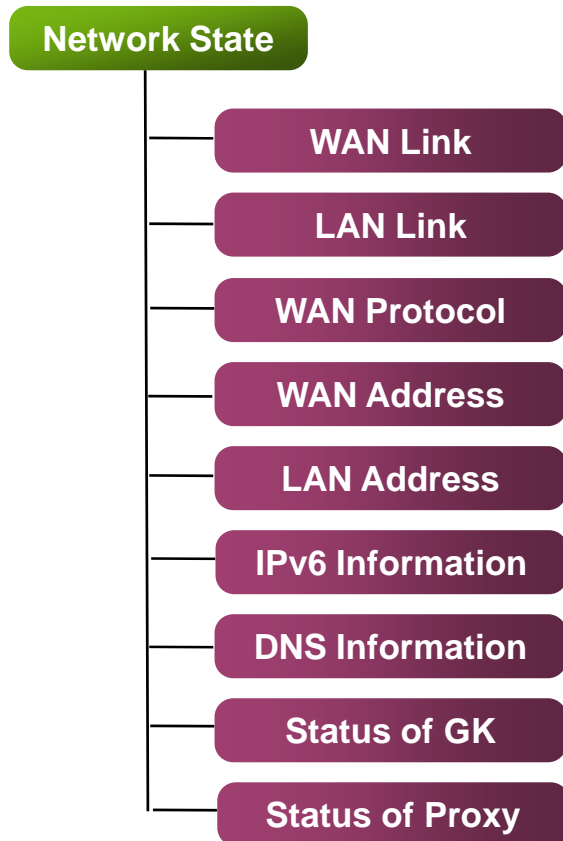 Network State
WAN Link
LAN Link
WAN Protocol
WAN Address
LAN Address
IPv6 Information
DNS Information
Status of GK
Status of Proxy